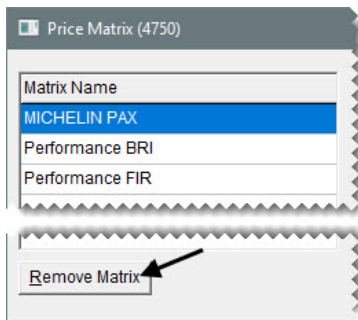 Price Matrix (4750)
Matrix Name
MICHELIN PAX
Performance BRI
Performance FIR
Remove Matrix